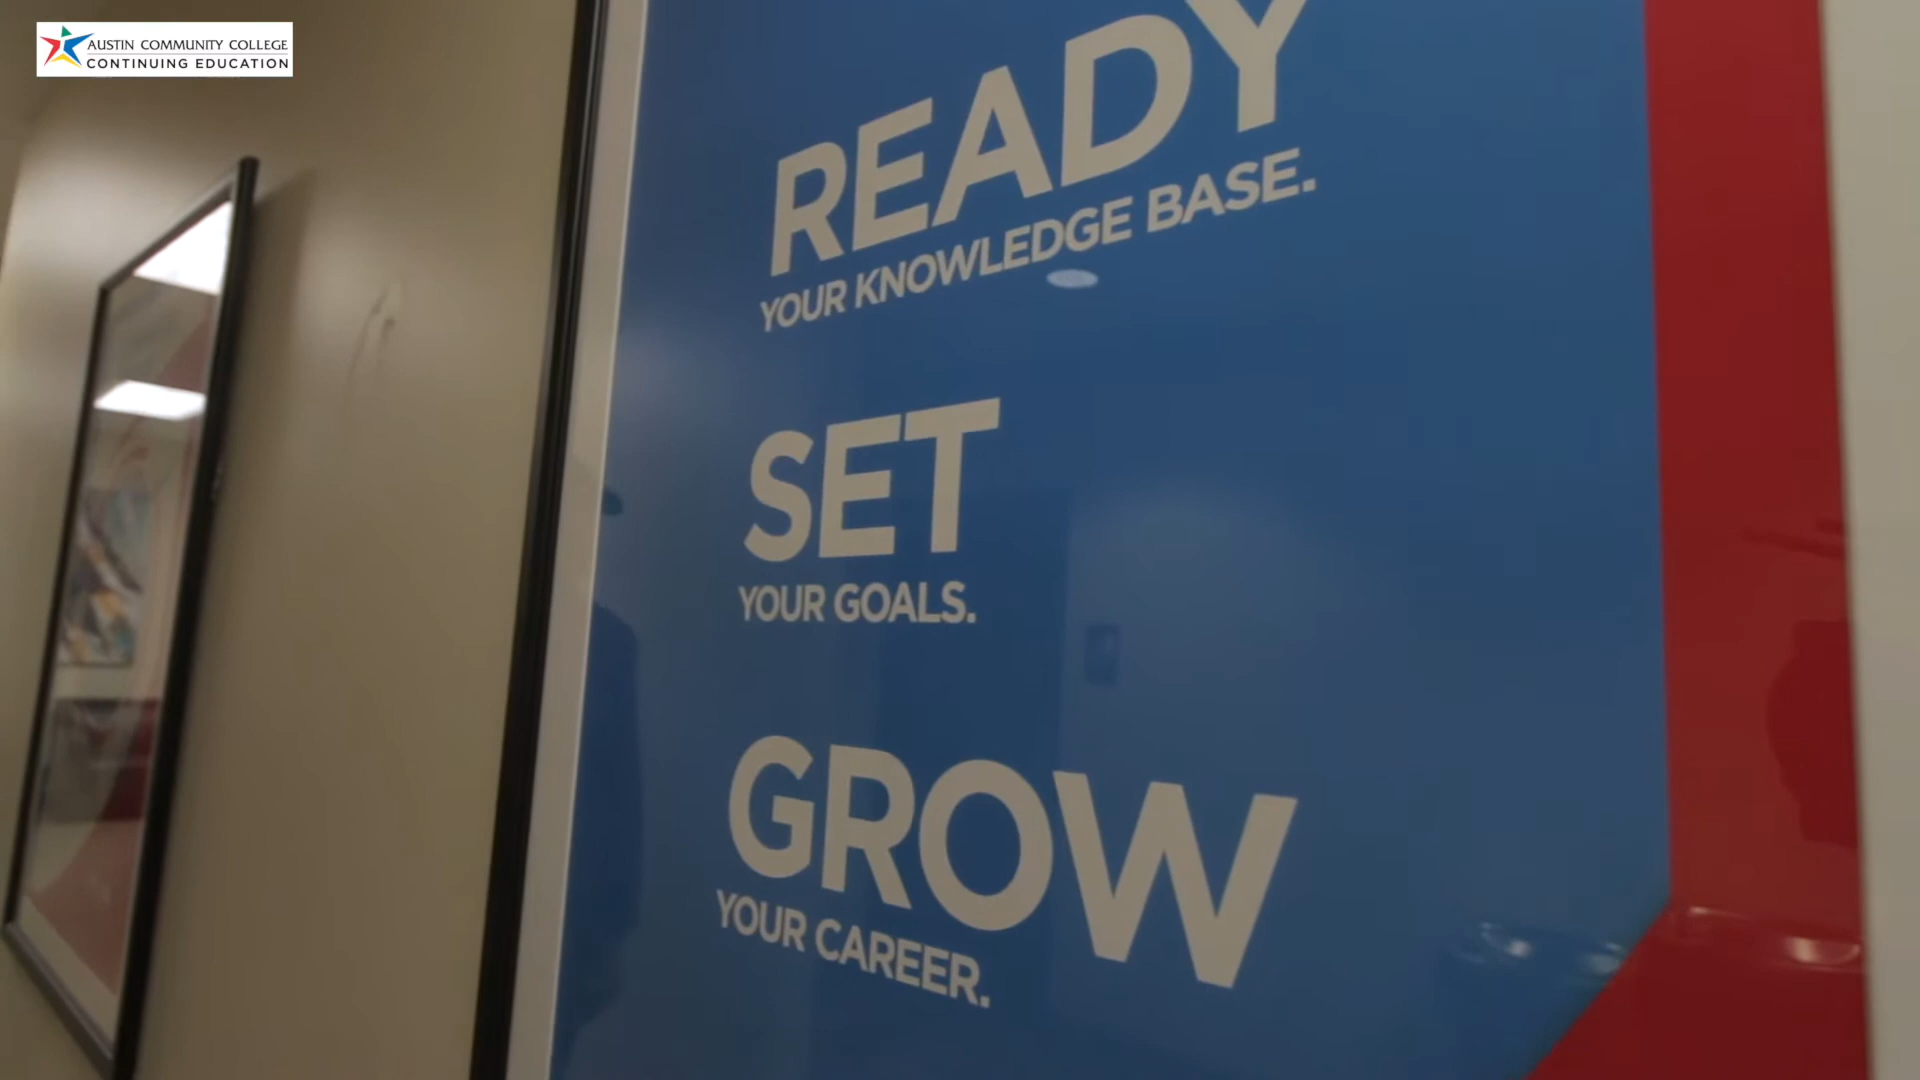 AUSTIN COMMUNITY COLLEGE
CONTINUING EDUCATION
READY
YOUR KNOWLEDGE BASE.
SET
YOUR GOALS.
GROW
YOUR CAREER.